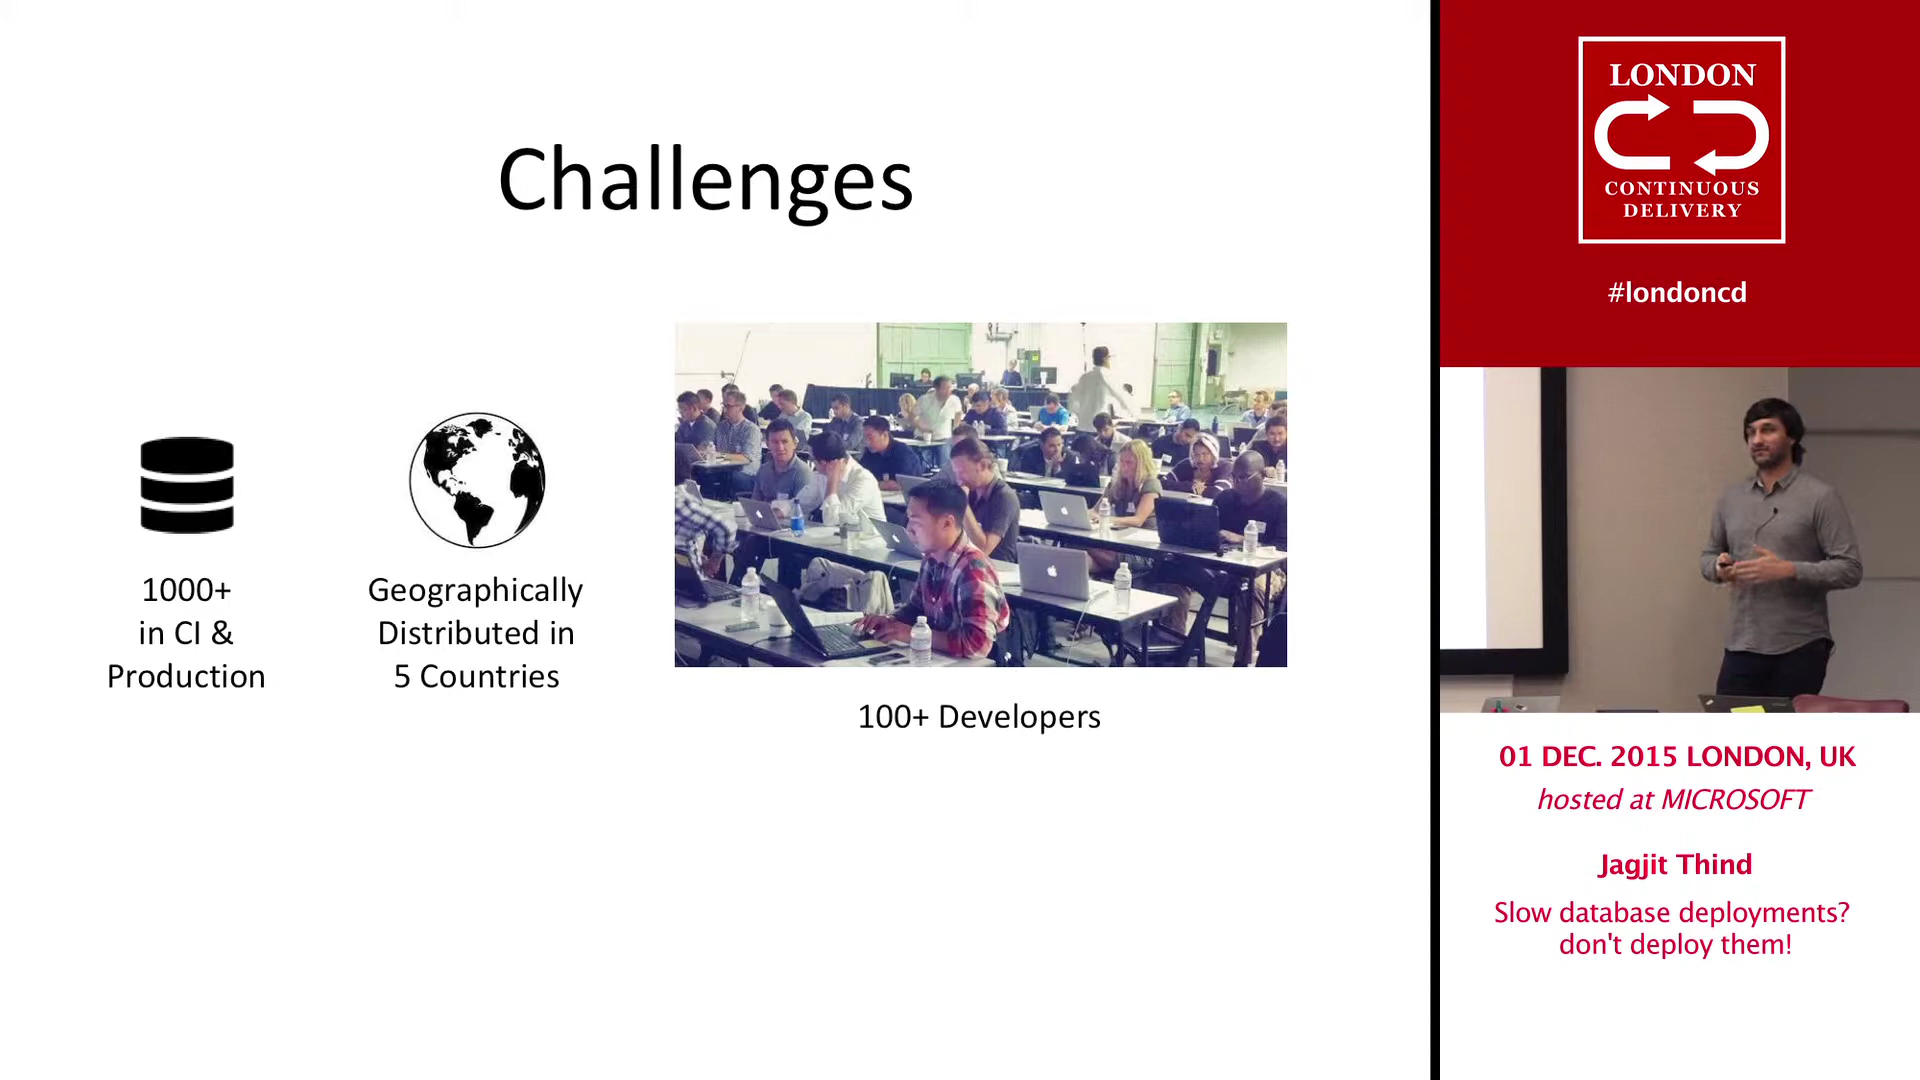 Challenges
1000+
in CI &
Production
Geographically
Distributed in
5 Countries
100+ Developers
LONDON
CONTINUOUS
DELIVERY
#londoncd
01 DEC. 2015 LONDON, UK
hosted at MICROSOFT
Jagjit Thind
Slow database deployments?
don't deploy them!